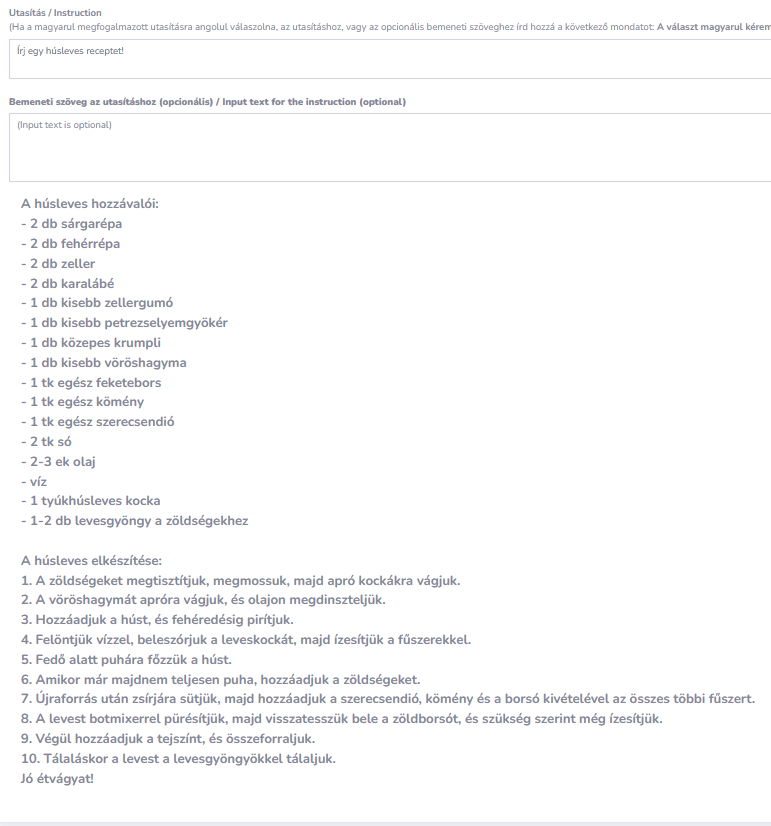 Utasítás / Instruction
(Ha a magyarul megfogalmazott utasításra angolul válaszolna, az utasításhoz, vagy az opcionális bemeneti szöveghez írd hozzá a következő mondatot: A választ magyarul kérem
Írj egy húsleves receptet!
Bemeneti szöveg az utasításhoz (opcionális) / Input text for the instruction (optional)
(Input text is optional)
A húsleves hozzávalói:
- 2 db sárgarépa
- 2 db fehérrépa
- 2 db zeller
- 2 db karalábé
- 1 db kisebb zellergumó
- 1 db kisebb petrezselyemgyökér
- 1 db közepes krumpli
- 1 db kisebb vöröshagyma
- 1 tk egész feketebors
- 1 tk egész kömény
- 1 tk egész szerecsendió
- 2 tk só
- 2-3 ek olaj
- víz
- 1 tyúkhúsleves kocka
- 1-2 db levesgyöngy a zöldségekhez
A húsleves elkészítése:
1. A zöldségeket megtisztítjuk, megmossuk, majd apró kockákra vágjuk.
2. A vöröshagymát apróra vágjuk, és olajon megdinszteljük.
3. Hozzáadjuk a húst, és fehéredésig pirítjuk.
4. Felöntjük vízzel, beleszórjuk a leveskockát, majd ízesítjük a fűszerekkel.
5. Fedő alatt puhára főzzük a húst.
6. Amikor már majdnem teljesen puha, hozzáadjuk a zöldségeket.
7. Újraforrás után zsírjára sütjük, majd hozzáadjuk a szerecsendió, kömény és a borsó kivételével az összes többi fűszert.
8. A levest botmixerrel pürésítjük, majd visszatesszük bele a zöldborsót, és szükség szerint még ízesítjük.
9. Végül hozzáadjuk a tejszínt, és összeforraljuk.
10. Tálaláskor a levest a levesgyöngyökkel tálaljuk.
Jó étvágyat!